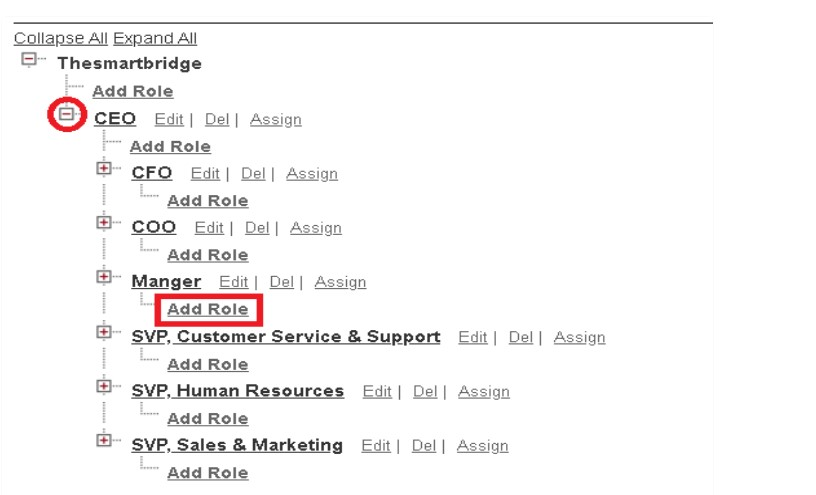 Collapse All Expand All
Thesmartbridge
Add Role
CEO Edit | Del | Assign
Add Role
CFO Edit | Del | Assign
Add Role
COO Edit | Del | Assign
Add Role
Manger Edit | Del | Assign
Add Role
SVP, Customer Service & Support Edit | Del | Assign
Add Role
SVP, Human Resources Edit | Del | Assign
Add Role
SVP, Sales & Marketing Edit | Del | Assign
Add Role